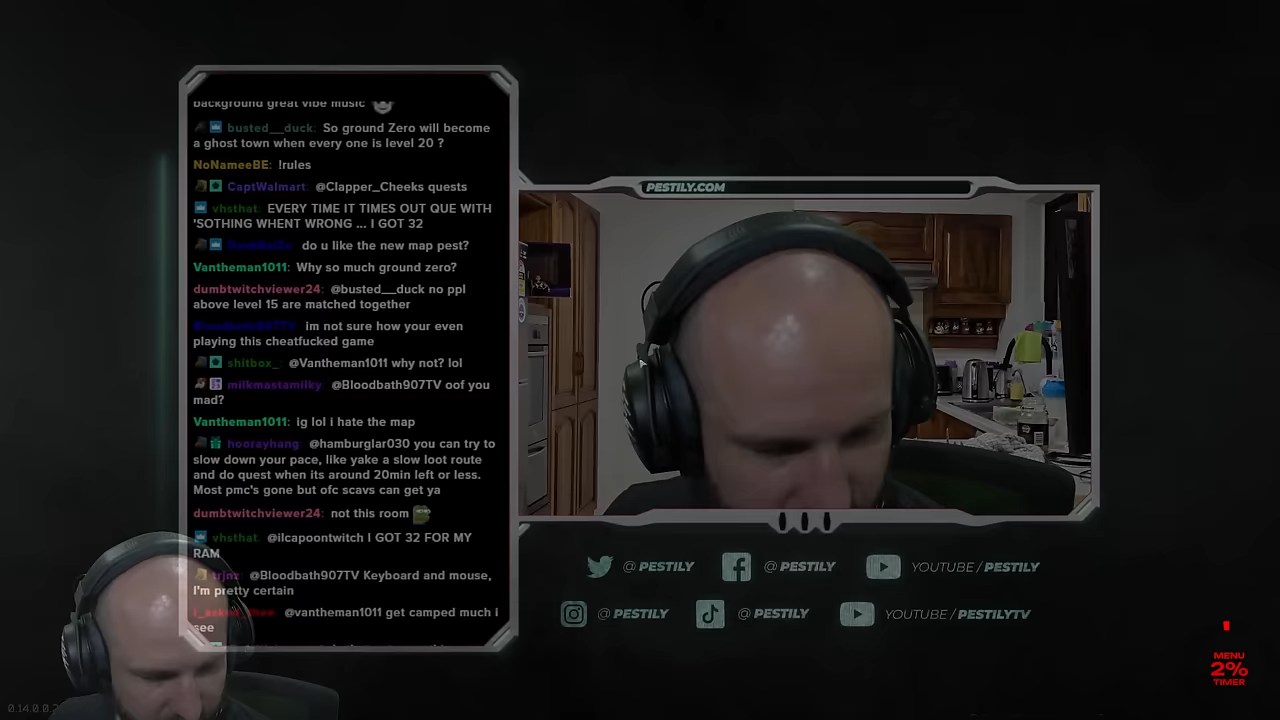 background great vibe music
busted__duck: So ground Zero will become
a ghost town when every one is level 20 ?
NoNameeBE: !rules
CaptWalmart: @Clapper_Cheeks quests
vhsthat: EVERY TIME IT TIMES OUT QUE WITH
'SOTHING WHENT WRONG ... I GOT 32
do u like the new map pest?
Vantheman1011: Why so much ground zero?
dumbtwitchviewer24: @busted__duck no ppl
above level 15 are matched together
Bloodbath907TV im not sure how your even
playing this cheatfucked game
shitbox_: @Vantheman1011 why not? lol
milkmastamilky: @Bloodbath907TV oof you
mad?
Vantheman1011: ig lol i hate the map
hoorayhang: @hamburglar030 you can try to
slow down your pace, like yake a slow loot route
and do quest when its around 20min left or less.
Most pmc's gone but ofc scavs can get ya
dumbtwitchviewer24: not this room
vhsthat: @ilcapoontwitch I GOT 32 FOR MY
RAM
trjnz @Bloodbath907TV Keyboard and mouse,
I'm pretty certain
@vantheman1011 get camped much i
see
PESTILY.COM
@PESTILY @PESTILY YOUTUBE/PESTILY
@PESTILY @PESTILY YOUTUBE/PESTILYTV
MENU
2%
TIMER
0.14.0.0.2